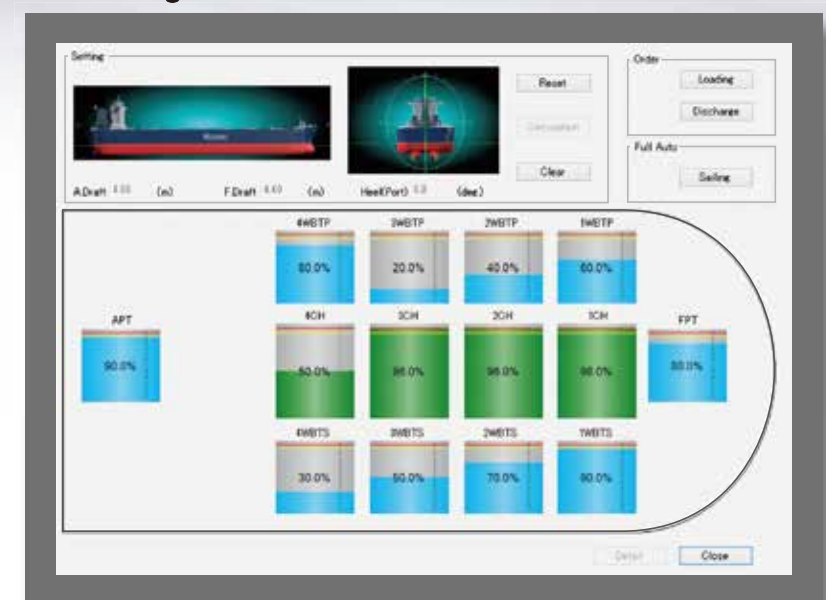 Setting
Reset
Clear
A.Draft (m) F.Draft (m) Heel(Port) (deg.)
Order
Loading
Discharge
Full Auto
Sailing
4WBTP 3WBTP 2WBTP 1WBTP
80.0% 20.0% 40.0% 60.0%
APT 4CH 3CH 2CH 1CH FPT
90.0% 50.0% 98.0% 98.0% 98.0% 80.0%
4WBTS 3WBTS 2WBTS 1WBTS
30.0% 50.0% 70.0% 90.0%
Close